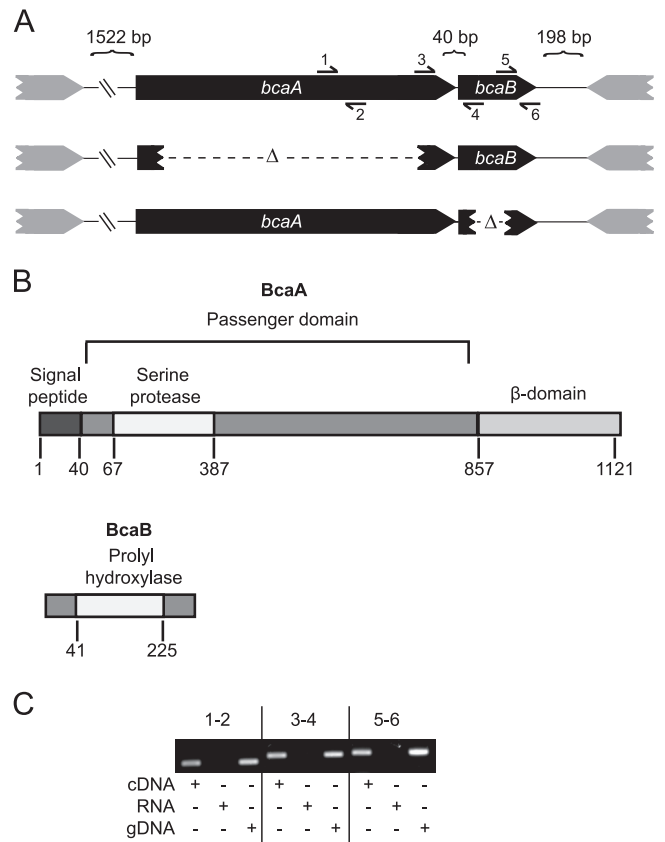 A
1522 bp 40 bp 198 bp
1 3 5
bcaA bcaB
2 4 6
Δ bcaB
bcaA Δ
B
BcaA
Passenger domain
Signal peptide
Serine protease
β-domain
1 40 67 387 857 1121
BcaB
Prolyl
hydroxylase
41 225
C
1-2 3-4 5-6
cDNA + - - + - - + - -
RNA - + - - + - - + -
gDNA - - + - - + - - +